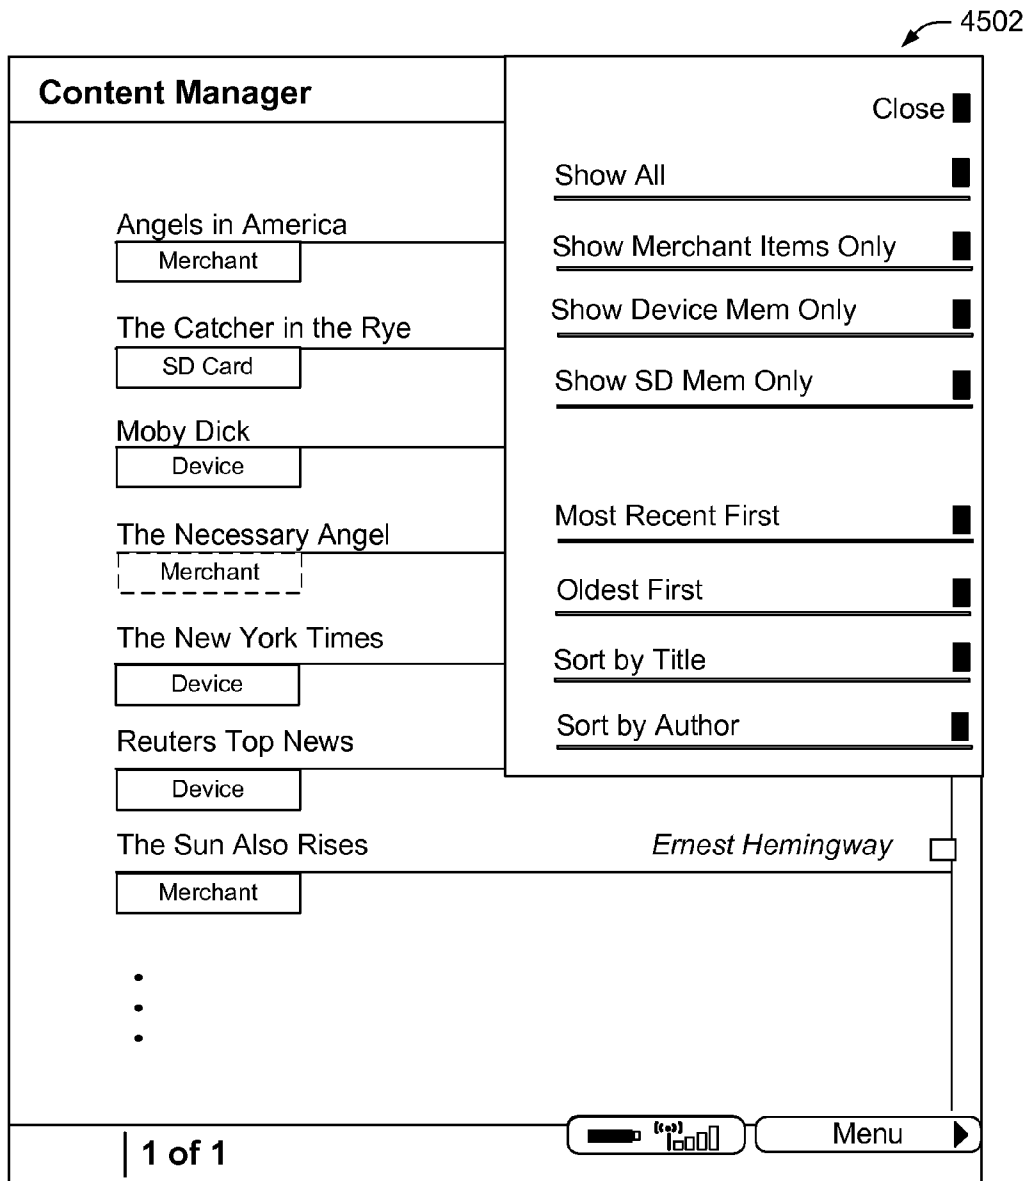 4502
Content Manager
Close
Show All
Show Merchant Items Only
Show Device Mem Only
Show SD Mem Only
Most Recent First
Oldest First
Sort by Title
Sort by Author
Angels in America
Merchant
The Catcher in the Rye
SD Card
Moby Dick
Device
The Necessary Angel
Merchant
The New York Times
Device
Reuters Top News
Device
The Sun Also Rises Ernest Hemingway
Merchant
1 of 1 Menu